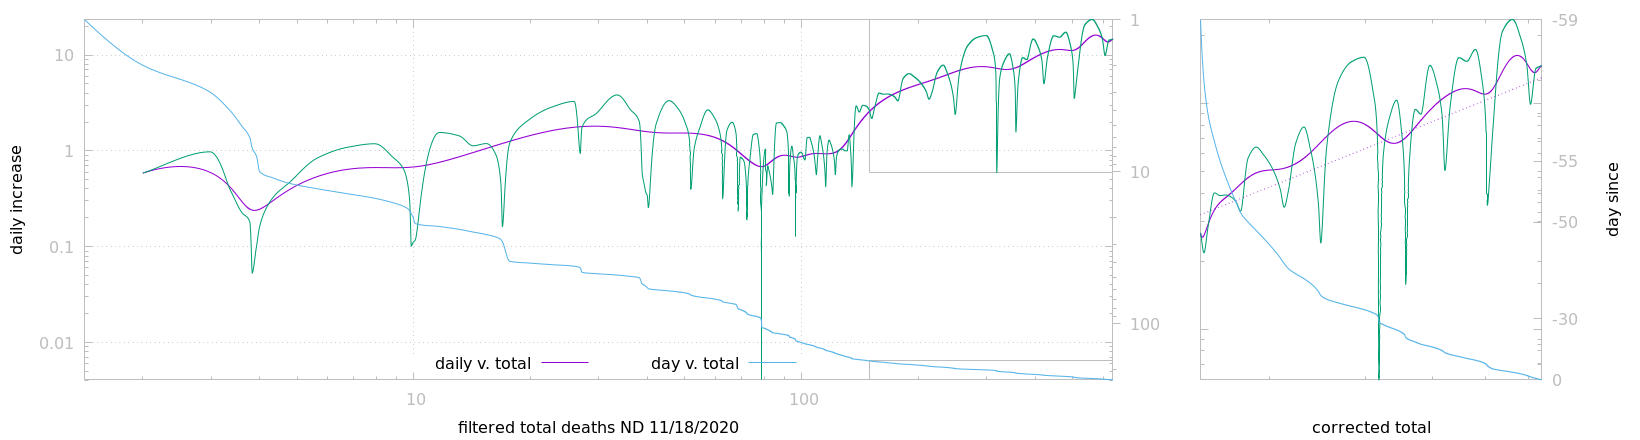 10
1
0.1
0.01
daily increase
daily v. total
day v. total
10
100
filtered total deaths ND 11/18/2020
1
10
100
-59
-55
-50
-30
0
day since
corrected total